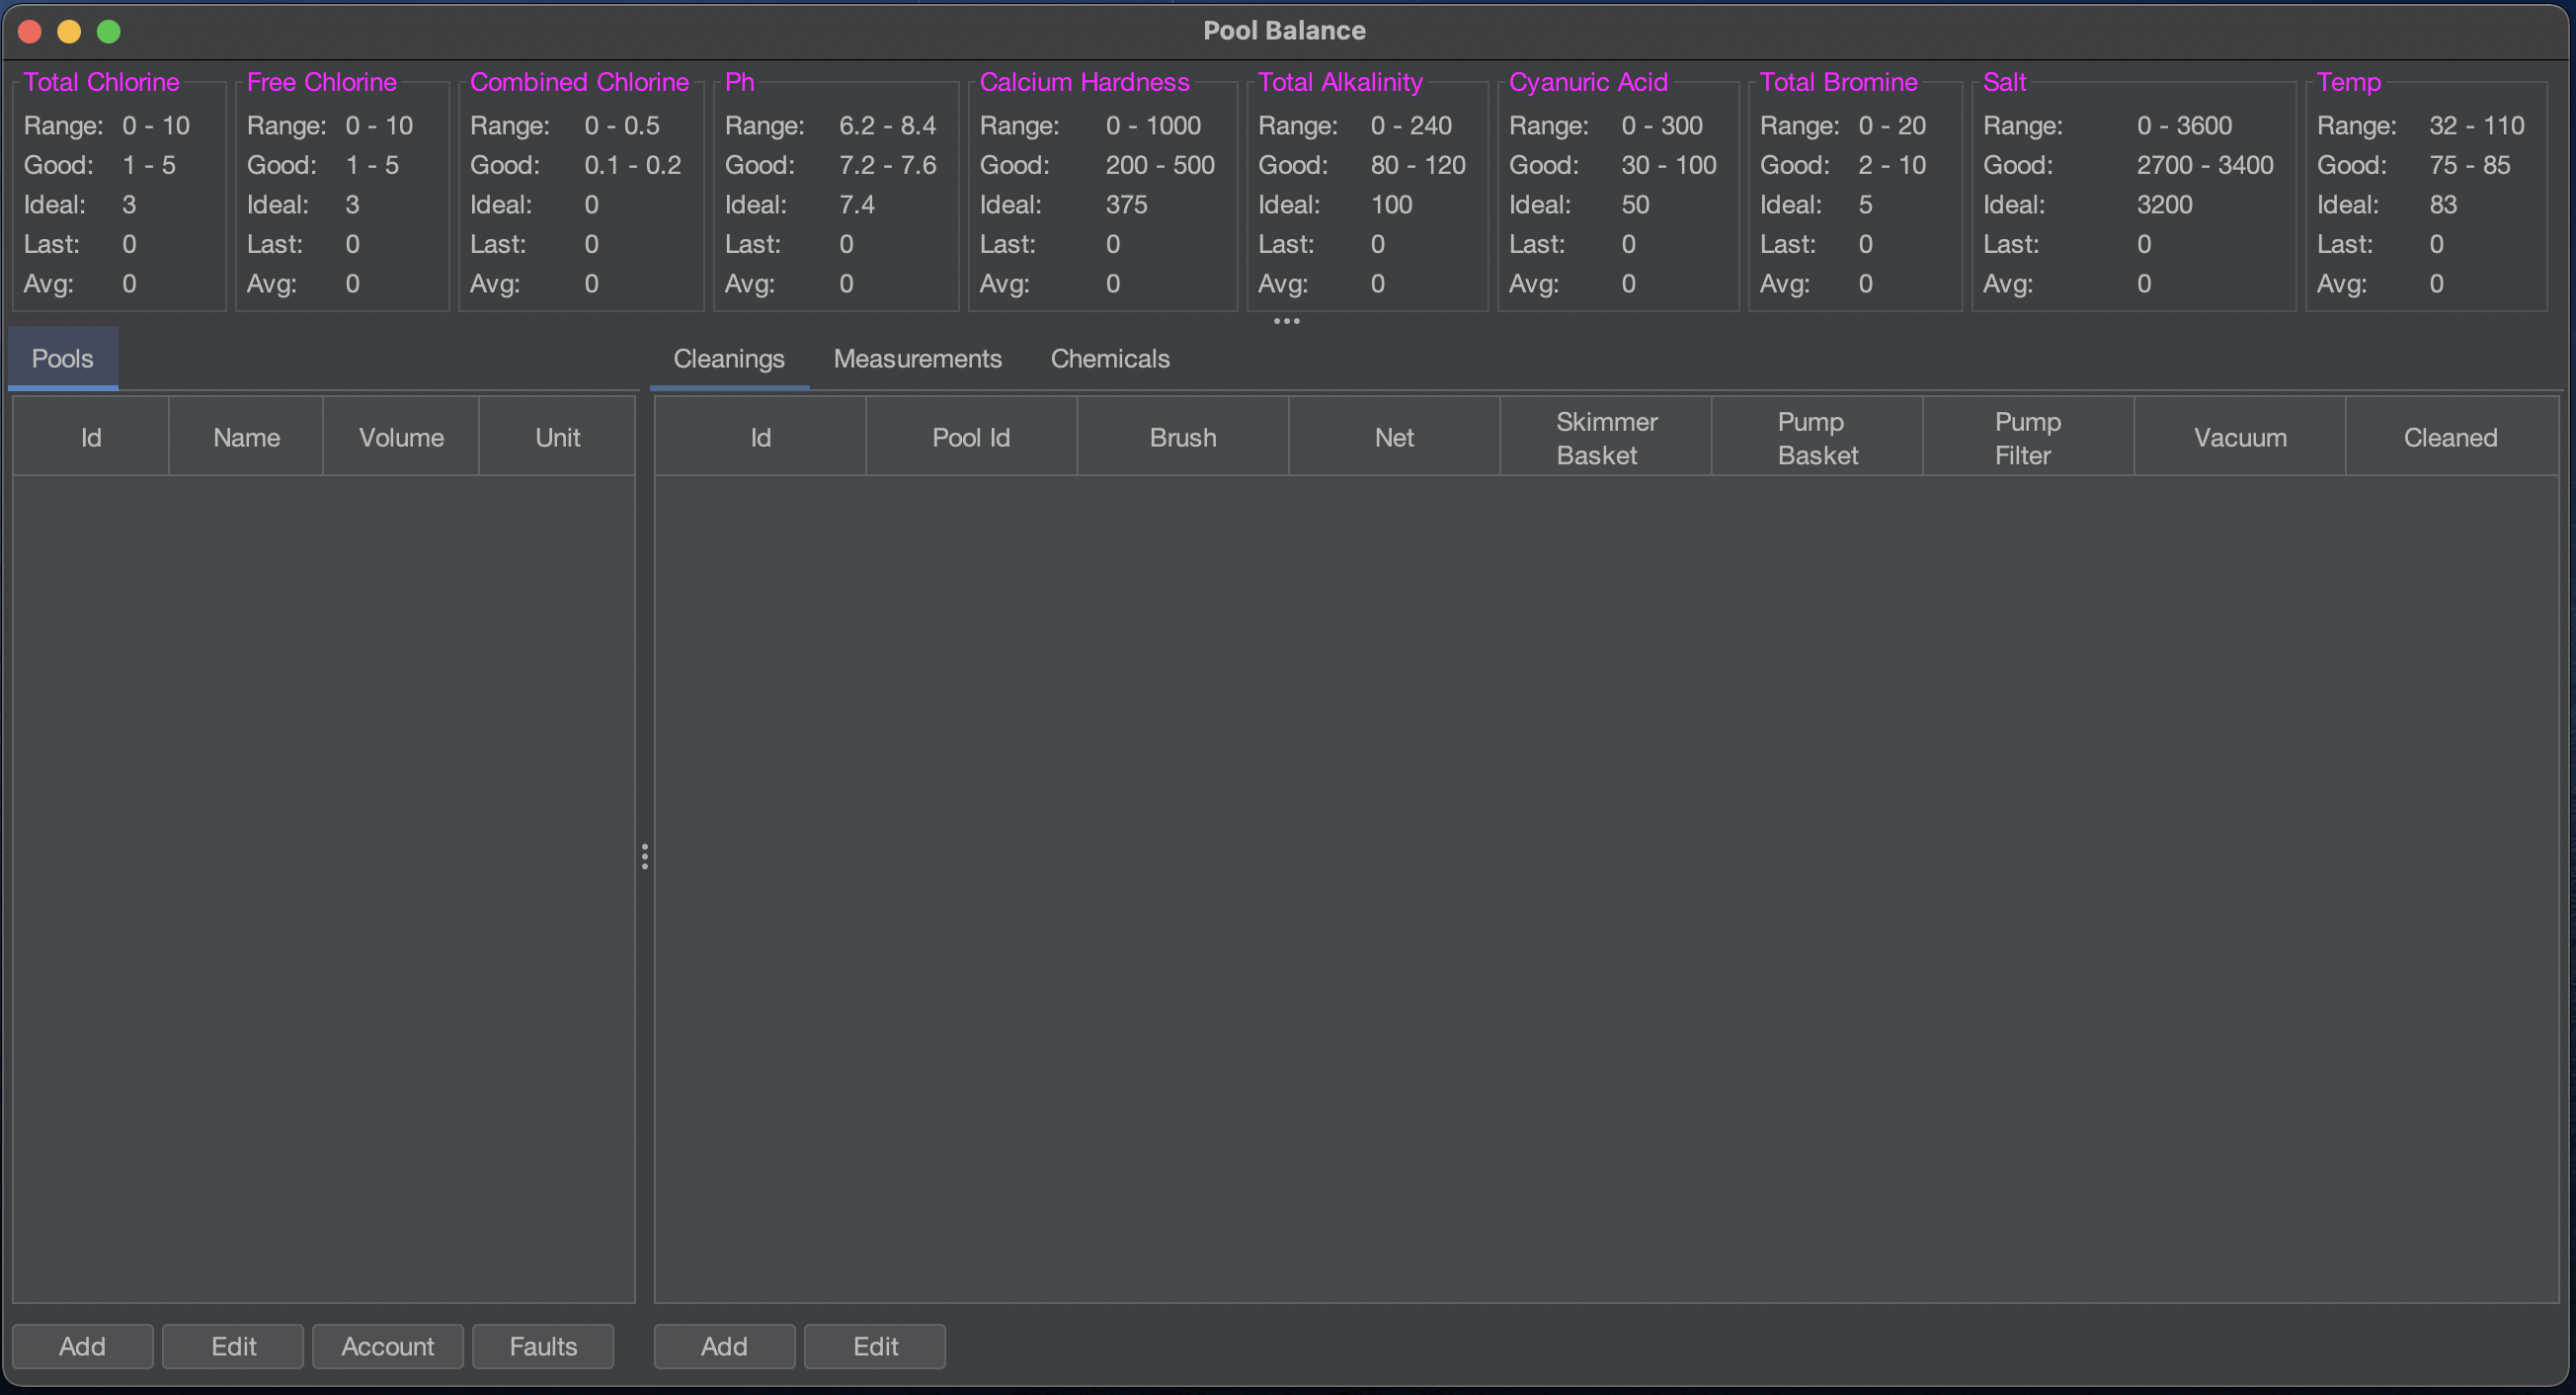 Pool Balance
Total Chlorine
Range: 0 - 10
Good: 1 - 5
Ideal: 3
Last: 0
Avg: 0
Free Chlorine
Range: 0 - 10
Good: 1 - 5
Ideal: 3
Last: 0
Avg: 0
Combined Chlorine
Range: 0 - 0.5
Good: 0.1 - 0.2
Ideal: 0
Last: 0
Avg: 0
Ph
Range: 6.2 - 8.4
Good: 7.2 - 7.6
Ideal: 7.4
Last: 0
Avg: 0
Calcium Hardness
Range: 0 - 1000
Good: 200 - 500
Ideal: 375
Last: 0
Avg: 0
Total Alkalinity
Range: 0 - 240
Good: 80 - 120
Ideal: 100
Last: 0
Avg: 0
Cyanuric Acid
Range: 0 - 300
Good: 30 - 100
Ideal: 50
Last: 0
Avg: 0
Total Bromine
Range: 0 - 20
Good: 2 - 10
Ideal: 5
Last: 0
Avg: 0
Salt
Range: 0 - 3600
Good: 2700 - 3400
Ideal: 3200
Last: 0
Avg: 0
Temp
Range: 32 - 110
Good: 75 - 85
Ideal: 83
Last: 0
Avg: 0
Pools
Id Name Volume Unit
Add Edit Account Faults
Cleanings Measurements Chemicals
Id Pool Id Brush Net Skimmer Basket Pump Basket Pump Filter Vacuum Cleaned
Add Edit